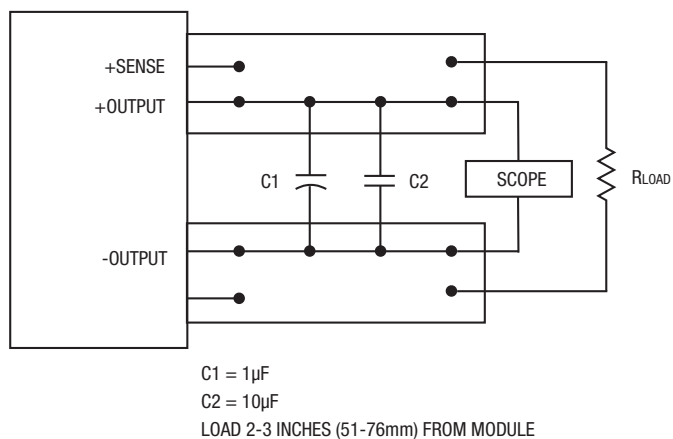 +SENSE
+OUTPUT
C1
C2
SCOPE
RLOAD
-OUTPUT
C1 = 1µF
C2 = 10µF
LOAD 2-3 INCHES (51-76mm) FROM MODULE